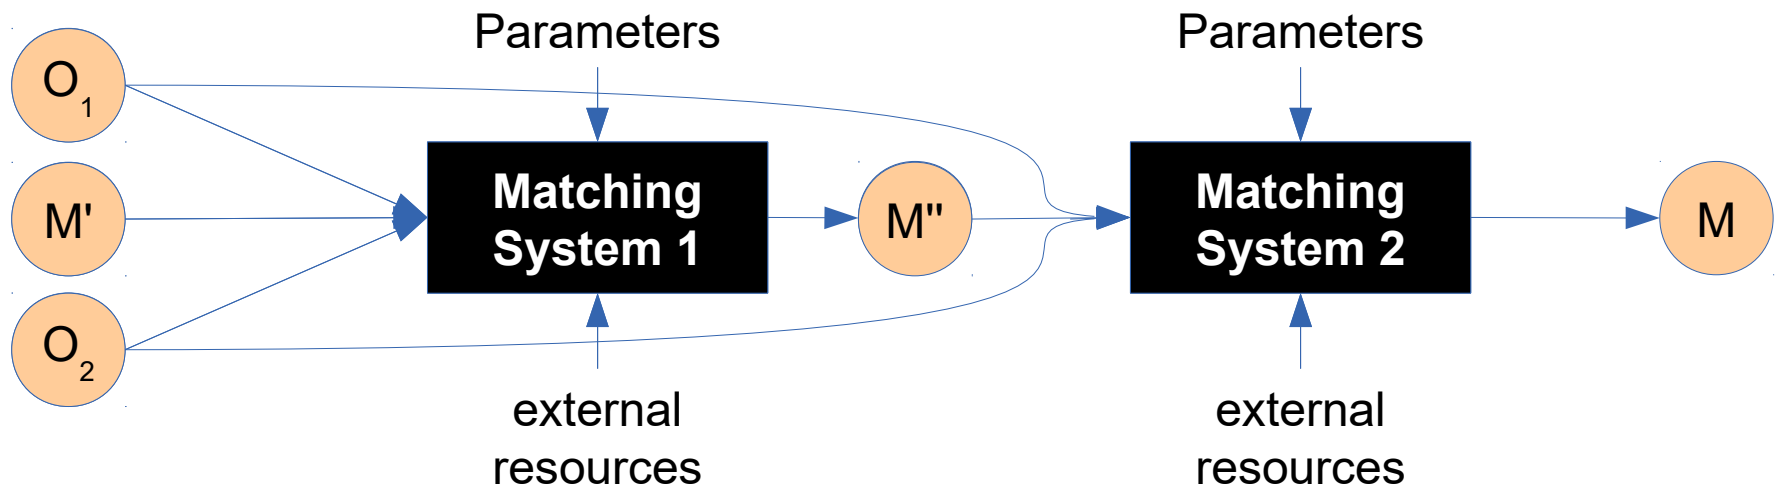 Parameters
Parameters
O1
M'
O2
Matching
System 1
M''
Matching
System 2
M
external
resources
external
resources